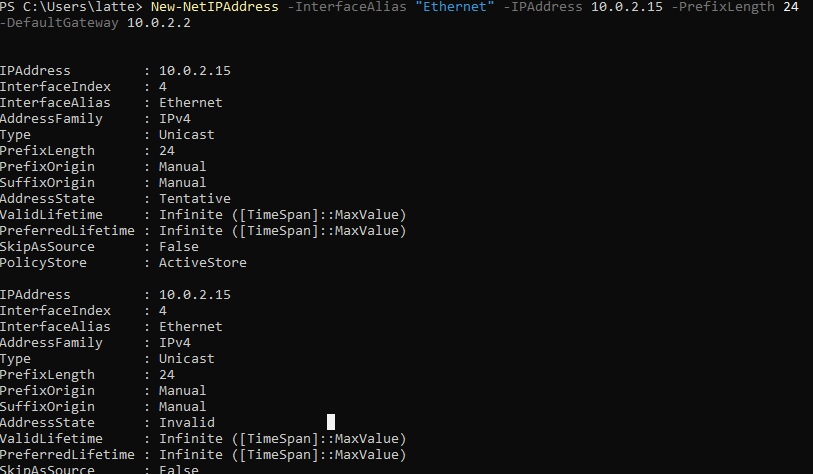 PS C:\Users\latte> New-NetIPAddress -InterfaceAlias "Ethernet" -IPAddress 10.0.2.15 -PrefixLength 24
-DefaultGateway 10.0.2.2
IPAddress : 10.0.2.15
InterfaceIndex : 4
InterfaceAlias : Ethernet
AddressFamily : IPv4
Type : Unicast
PrefixLength : 24
PrefixOrigin : Manual
SuffixOrigin : Manual
AddressState : Tentative
ValidLifetime : Infinite ([TimeSpan]::MaxValue)
PreferredLifetime : Infinite ([TimeSpan]::MaxValue)
SkipAsSource : False
PolicyStore : ActiveStore
IPAddress : 10.0.2.15
InterfaceIndex : 4
InterfaceAlias : Ethernet
AddressFamily : IPv4
Type : Unicast
PrefixLength : 24
PrefixOrigin : Manual
SuffixOrigin : Manual
AddressState : Invalid
ValidLifetime : Infinite ([TimeSpan]::MaxValue)
PreferredLifetime : Infinite ([TimeSpan]::MaxValue)
SkipAsSource : False